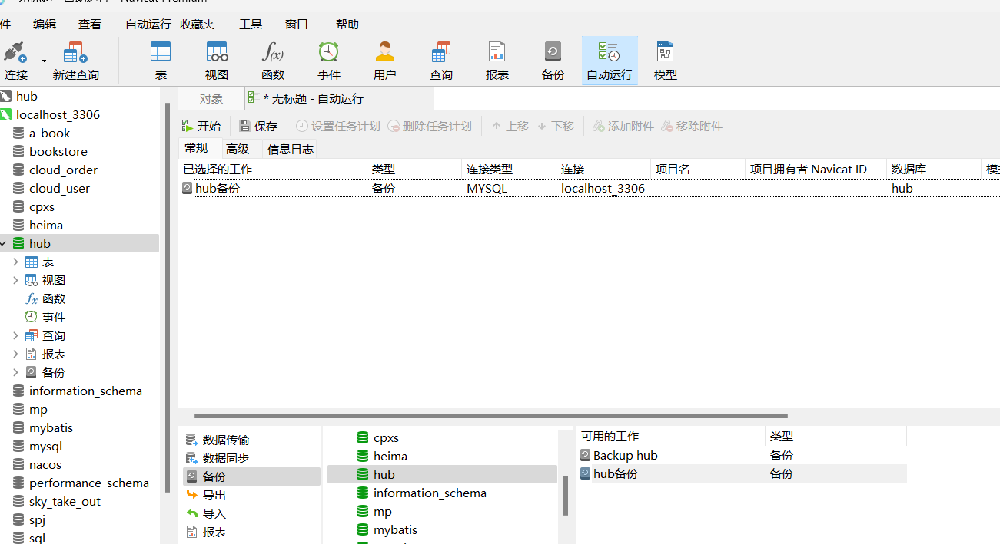 无标题 - 自动运行 - Navicat Premium
件 编辑 查看 自动运行 收藏夹 工具 窗口 帮助
连接 新建查询 表 视图 函数 事件 用户 查询 报表 备份 自动运行 模型
hub
localhost_3306
a_book
bookstore
cloud_order
cloud_user
cpxs
heima
hub
表
视图
函数
事件
查询
报表
备份
information_schema
mp
mybatis
mysql
nacos
performance_schema
sky_take_out
spj
sql
对象 * 无标题 - 自动运行
开始 保存 设置任务计划 删除任务计划 上移 下移 添加附件 移除附件
常规 高级 信息日志
已选择的工作 类型 连接类型 连接 项目名 项目拥有者 Navicat ID 数据库
hub备份 备份 MYSQL localhost_3306 hub
数据传输
数据同步
备份
导出
导入
报表
cpxs
heima
hub
information_schema
mp
mybatis
可用的工作 类型
Backup hub 备份
hub备份 备份